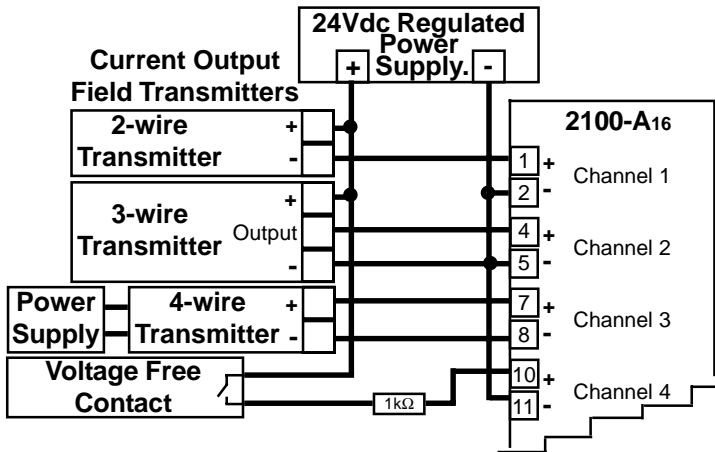 24Vdc Regulated
Power
Supply.
+ -
Current Output
Field Transmitters
2-wire
Transmitter
+
-
3-wire
Transmitter
+
Output
-
Power
Supply
4-wire
Transmitter
+
-
Voltage Free
Contact
1kΩ
2100-A16
1 + Channel 1
2 -
4 + Channel 2
5 -
7 + Channel 3
8 -
10 + Channel 4
11 -